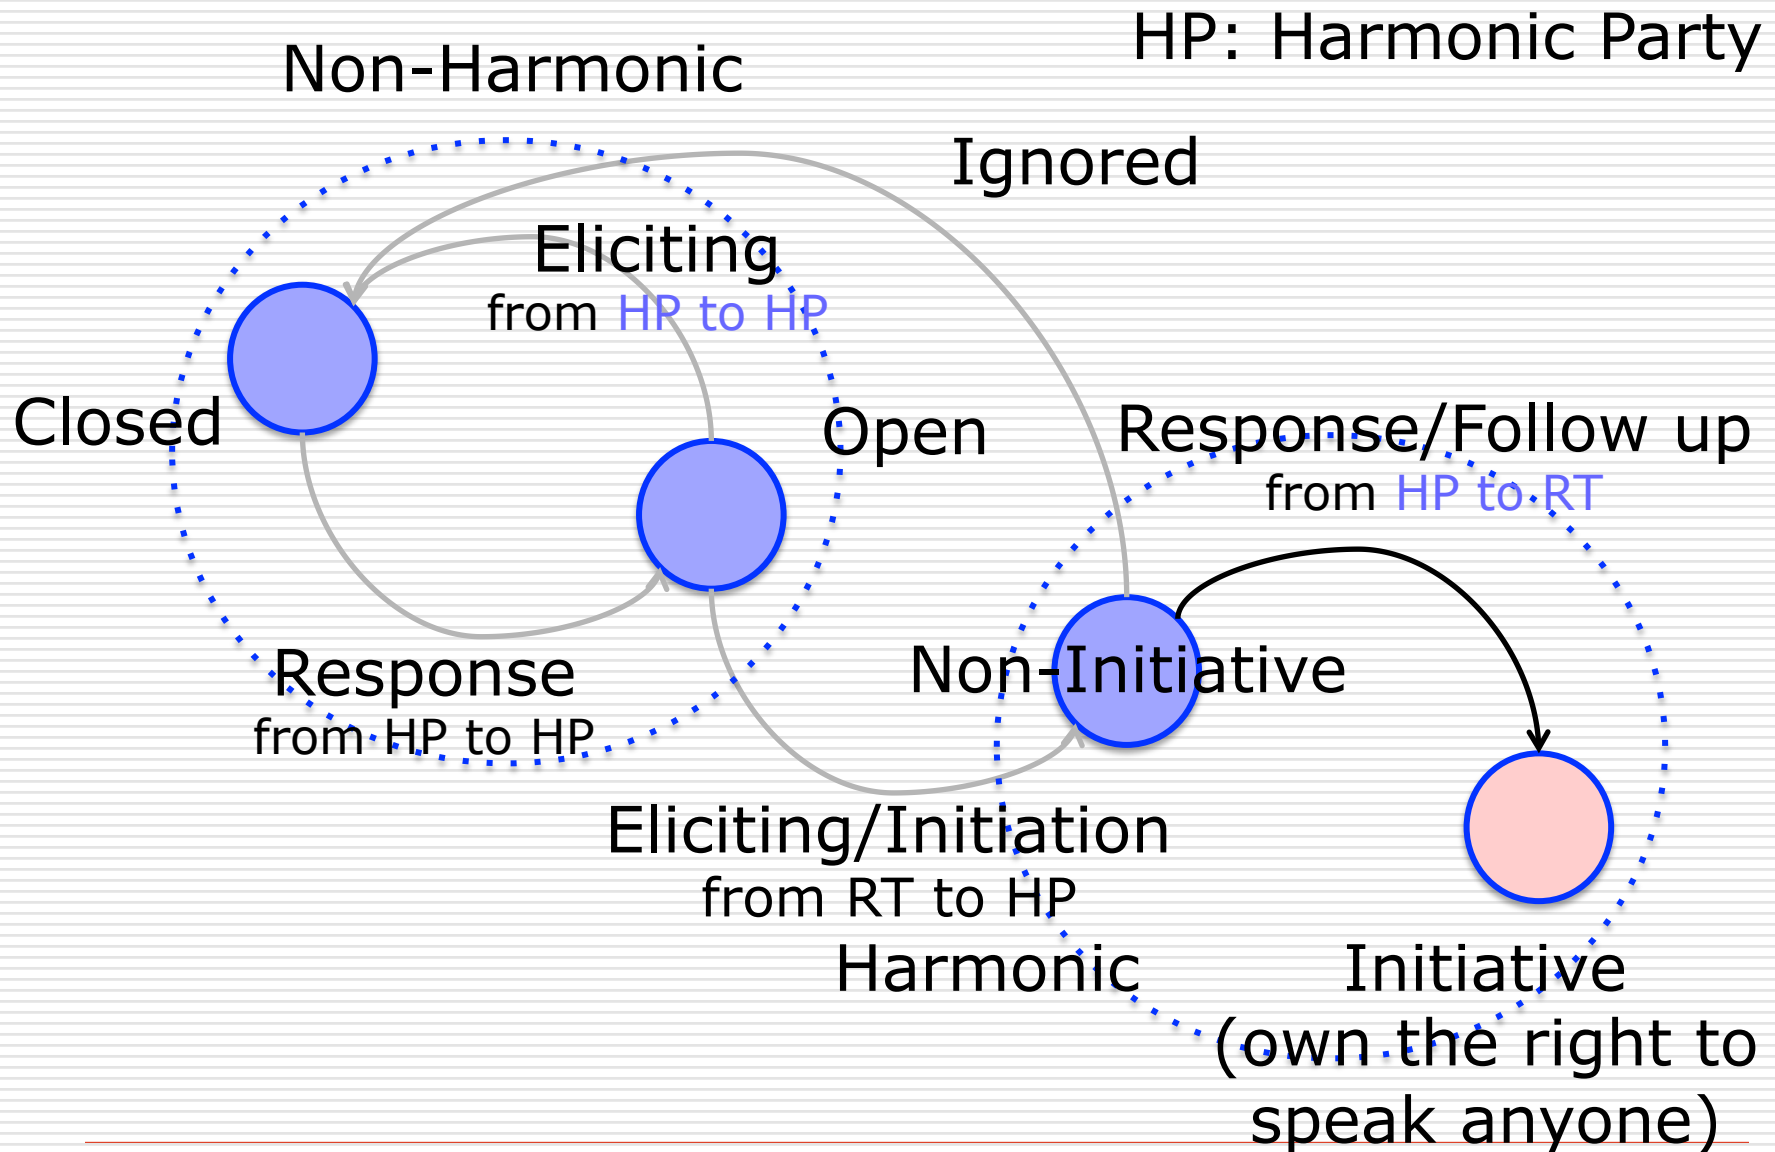 HP: Harmonic Party
Non-Harmonic
Ignored
Eliciting
from HP to HP
Closed
Open
Response/Follow up
from HP to RT
Response
from HP to HP
Non-Initiative
Eliciting/Initiation
from RT to HP
Harmonic
Initiative
(own the right to
speak anyone)